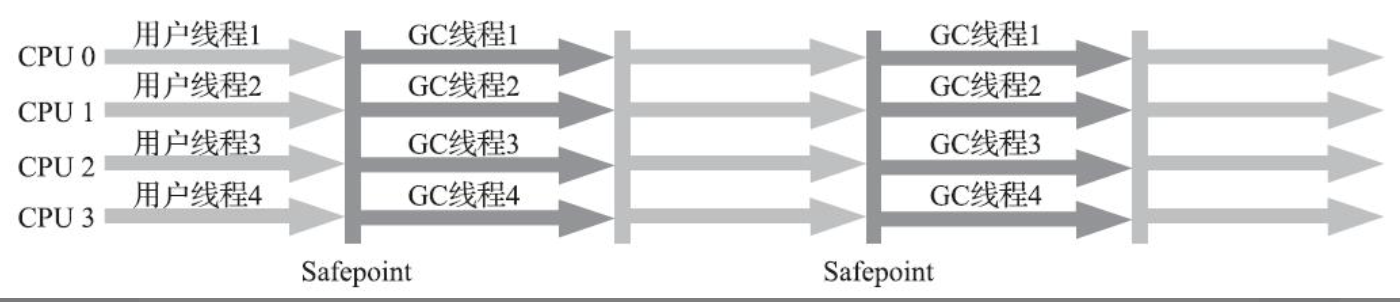 用户线程1 GC线程1 GC线程1
CPU 0
用户线程2 GC线程2 GC线程2
CPU 1
用户线程3 GC线程3 GC线程3
CPU 2
用户线程4 GC线程4 GC线程4
CPU 3
Safepoint Safepoint